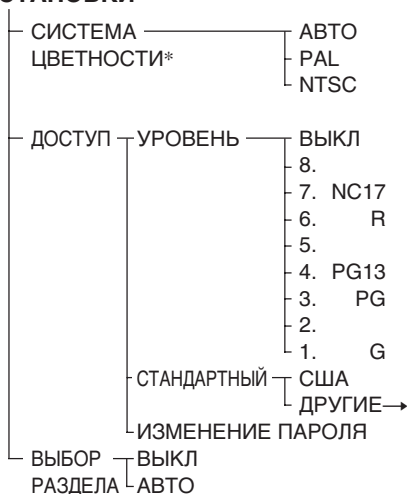 СИСТЕМА АВТО
ЦВЕТНОСТИ* PAL
NTSC
ДОСТУП УРОВЕНЬ ВЫКЛ
8.
7. NC17
6. R
5.
4. PG13
3. PG
2.
1. G
СТАНДАРТНЫЙ США
ДРУГИЕ→
ИЗМЕНЕНИЕ ПАРОЛЯ
ВЫБОР ВЫКЛ
РАЗДЕЛА АВТО